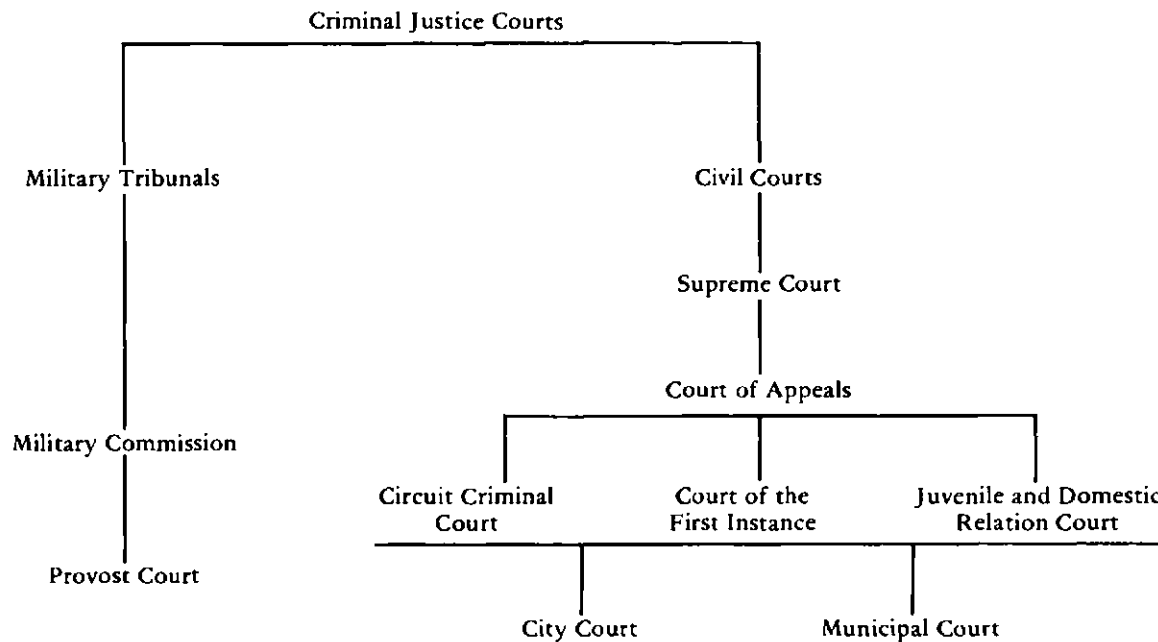 Criminal Justice Courts
Military Tribunals
Civil Courts
Supreme Court
Court of Appeals
Military Commission
Circuit Criminal
Court
Court of the
First Instance
Juvenile and Domestic
Relation Court
Provost Court
City Court
Municipal Court